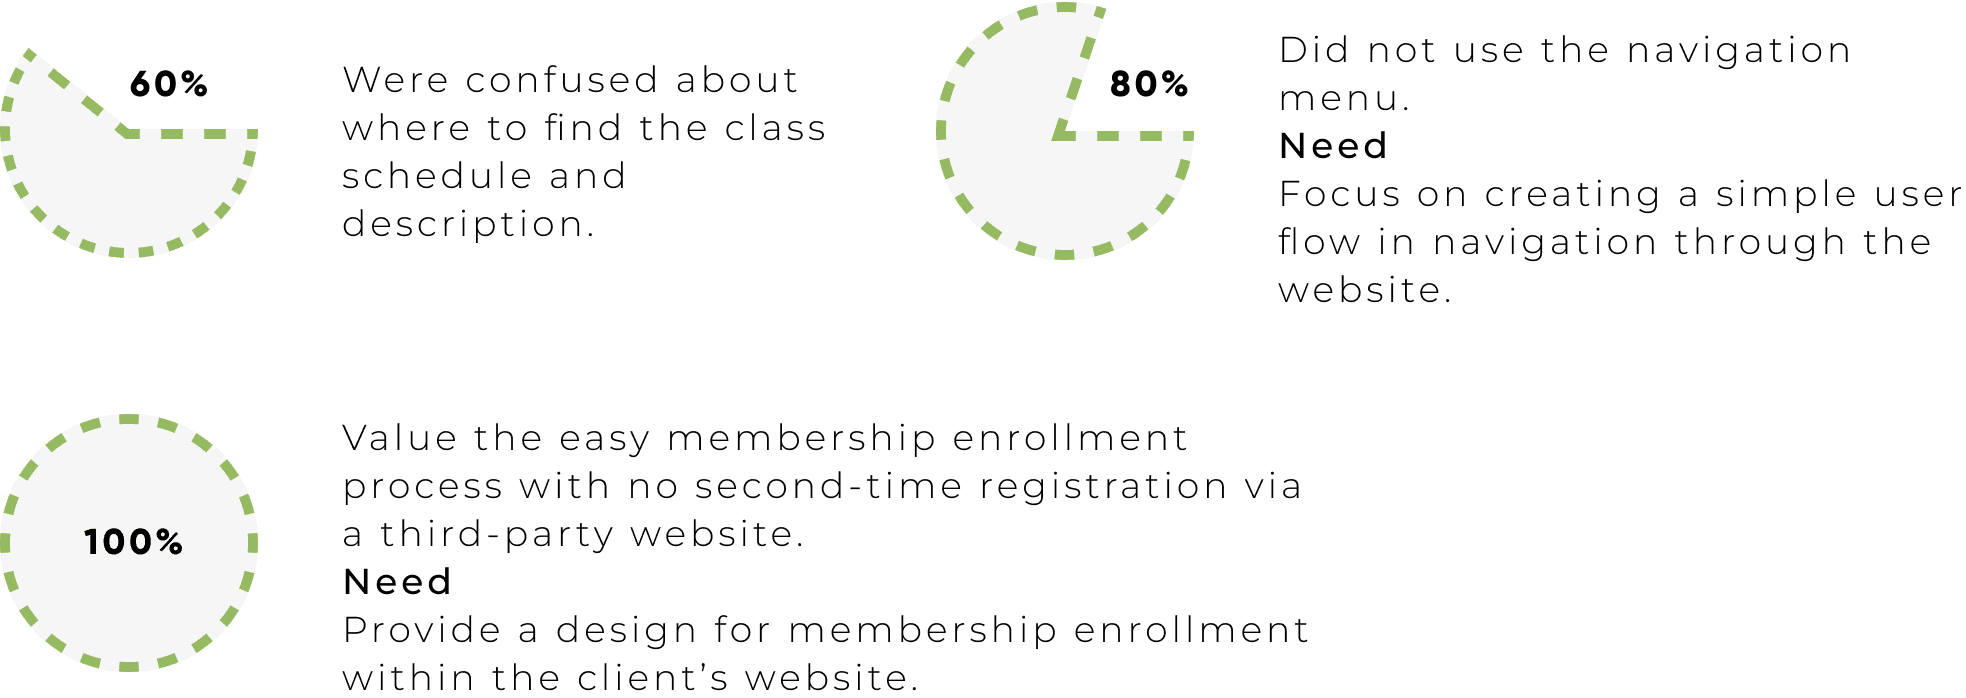 60%
Were confused about
where to find the class
schedule and
description.
80%
Did not use the navigation
menu.
Need
Focus on creating a simple user
flow in navigation through the
website.
100%
Value the easy membership enrollment
process with no second-time registration via
a third-party website.
Need
Provide a design for membership enrollment
within the client’s website.